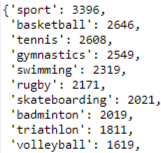 {'sport': 3396,
'basketball': 2646,
'tennis': 2608,
'gymnastics': 2549,
'swimming': 2319,
'rugby': 2171,
'skateboarding': 2021,
'badminton': 2019,
'triathlon': 1811,
'volleyball': 1619,